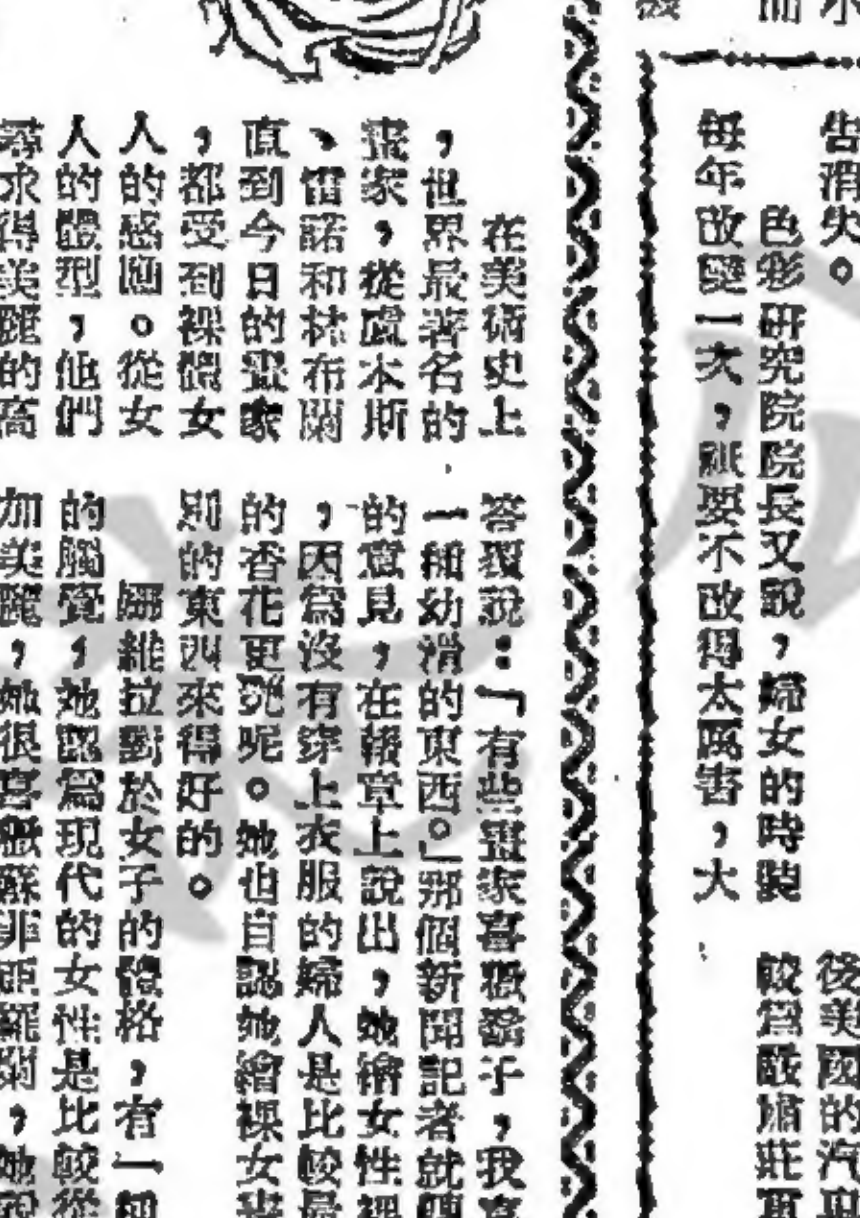 告消失。
色彩研究院院長又說，婦女的時裝
每年改變一次，祇要不改得太厲害，大
後美國的汽車
較爲嚴肅莊重
在美術史上
，世界最著名的
畫家，從盧本斯
、雷諾和林布蘭
直到今日的畫家
，都受到裸體女
人的感
。從女
人的體型，他們
尋求得美麗的高
答覆說：「有些畫家喜歡
子，我
一種幼滑的東西。」那個新聞記者就
的意見，在報章上說出，她繪女性裸
，因爲沒有穿上衣服的婦人是比較最
的香花更
呢。她也自認她繪裸女畫
別的東西來得好的。
娜維拉對於女子的體格，有一種
的觸覺，她認爲現代的女性是比較從
加美麗，她很喜歡蘇菲
羅蘭，她說